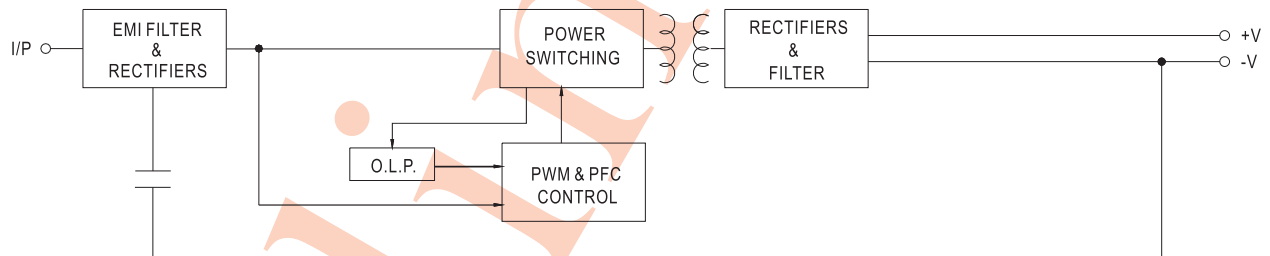 I/P
EMI FILTER
&
RECTIFIERS
POWER
SWITCHING
RECTIFIERS
&
FILTER
+V
-V
O.L.P.
PWM & PFC
CONTROL